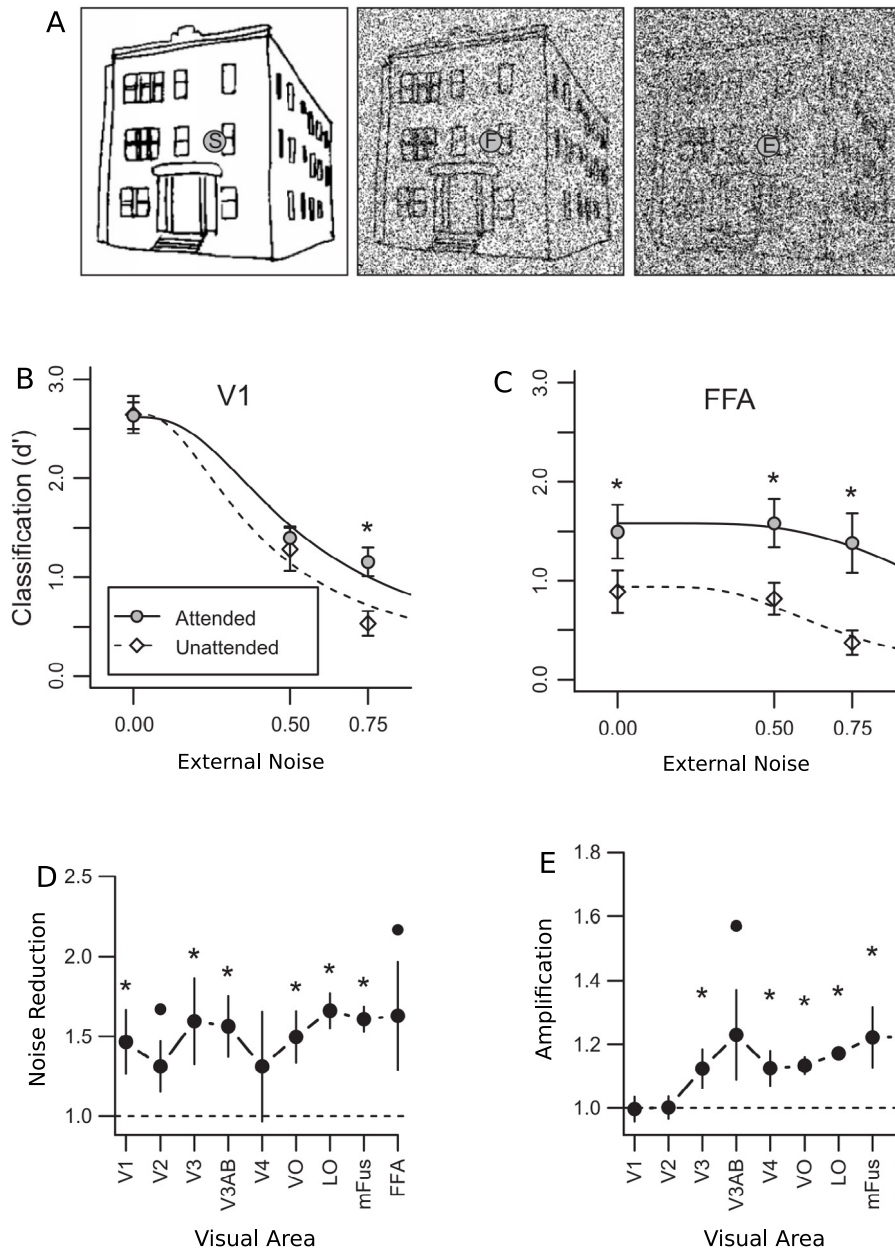 A
S
F
E
B
V1
3.0
2.0
1.0
0.0
Classification (d')
*
Attended
Unattended
0.00 0.50 0.75
External Noise
C
FFA
3.0
2.0
1.0
0.0
* * *
0.00 0.50 0.75
External Noise
D
2.5
2.0
1.5
1.0
Noise Reduction
* * * * * *
V1 V2 V3 V3AB V4 VO LO mFus FFA
Visual Area
E
1.8
1.6
1.4
1.2
1.0
Amplification
* * * * *
V1 V2 V3 V3AB V4 VO LO mFus
Visual Area